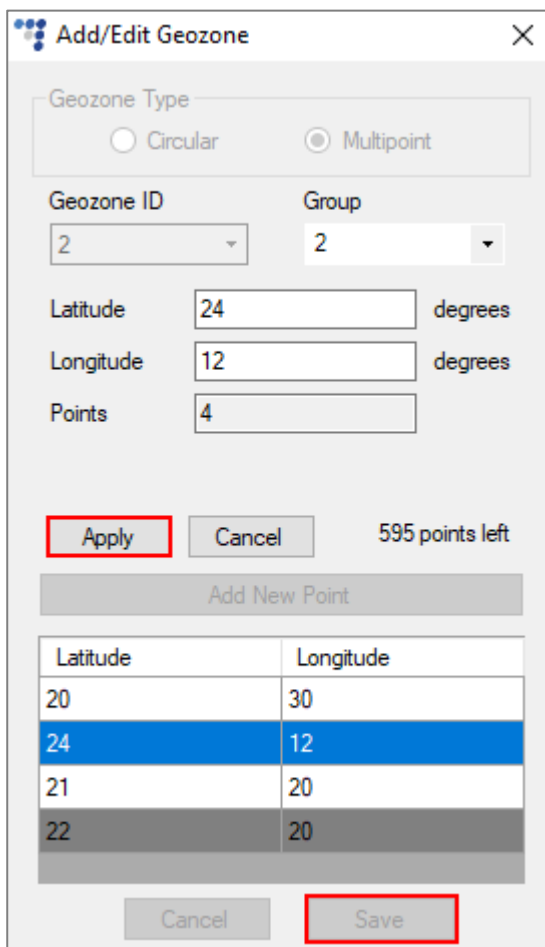 Add/Edit Geozone
Geozone Type
Circular Multipoint
Geozone ID Group
2 2
Latitude 24 degrees
Longitude 12 degrees
Points 4
Apply Cancel 595 points left
Add New Point
Latitude Longitude
20 30
24 12
21 20
22 20
Cancel Save